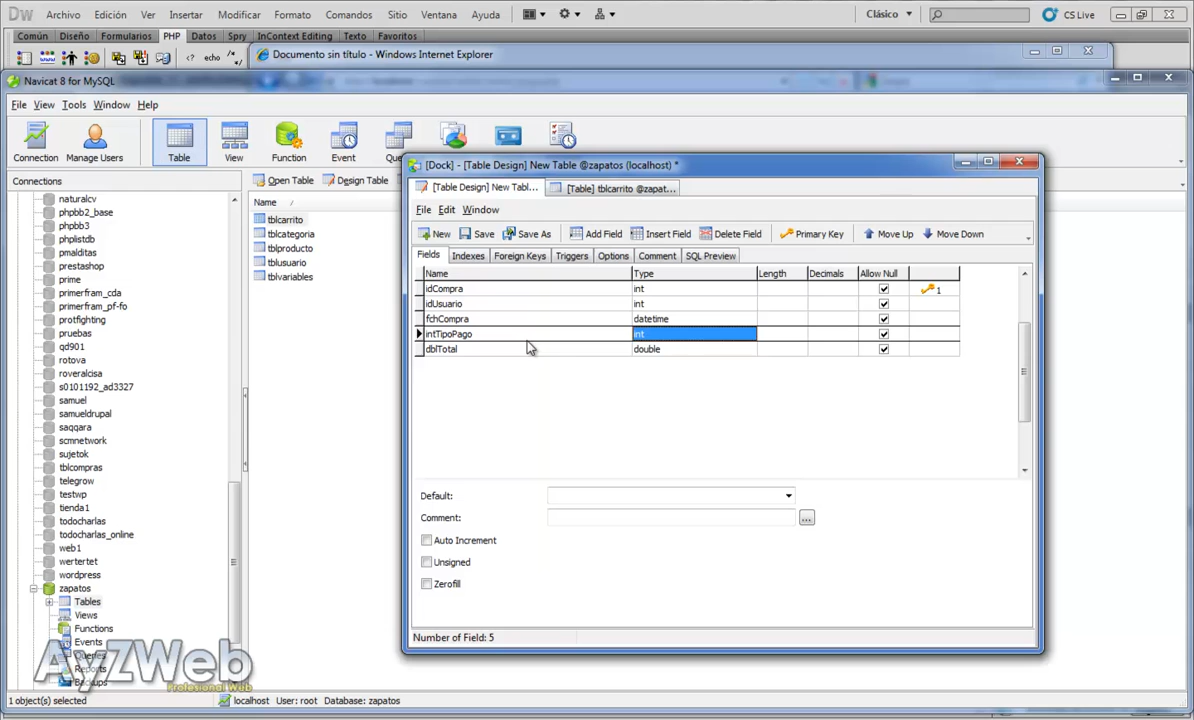 Dw Archivo Edición Ver Insertar Modificar Formato Comandos Sitio Ventana Ayuda Clásico CS Live
Común Diseño Formularios PHP Datos Spry InContext Editing Texto Favoritos
<? echo
Documento sin título - Windows Internet Explorer
Navicat 8 for MySQL
File View Tools Window Help
Connection Manage Users Table View Function Event
Connections
Open Table Design Table
Name
naturalcv
phpbb2_base
phpbb3
phplistdb
pmalditas
prestashop
prime
primerfram_cda
primerfram_pf-fo
protfighting
pruebas
qd901
rotova
royeralcisa
s0101192_ad3327
samuel
samueldrupal
saqqara
scmnetwork
sujetok
tblcompras
telegrow
testwp
tienda1
todocharlas
todocharlas_online
web1
wertertet
wordpress
zapatos
Tables
Views
Functions
Events
Queries
Reports
Backups
tblcarrito
tblcategoria
tblproducto
tblusuario
tblvariables
[Dock] - [Table Design] New Table @zapatos (localhost) *
[Table Design] New Tabl... [Table] tblcarrito @zapat...
File Edit Window
New Save Save As Add Field Insert Field Delete Field Primary Key Move Up Move Down
Fields Indexes Foreign Keys Triggers Options Comment SQL Preview
Name Type Length Decimals Allow Null
idCompra int 1
idUsuario int
fchCompra datetime
intTipoPago int
dblTotal double
Default:
Comment:
...
Auto Increment
Unsigned
Zerofill
Number of Field: 5
AyZWeb
Profesional Web
1 object(s) selected localhost User: root Database: zapatos